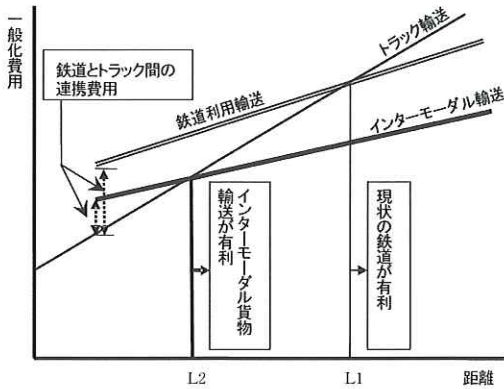 一般化費用
鉄道とトラック間の
連携費用
トラック輸送
鉄道利用輸送
インターモーダル輸送
インターモーダル貨物
輸送が有利
現状の鉄道が
有利
L2
L1
距離